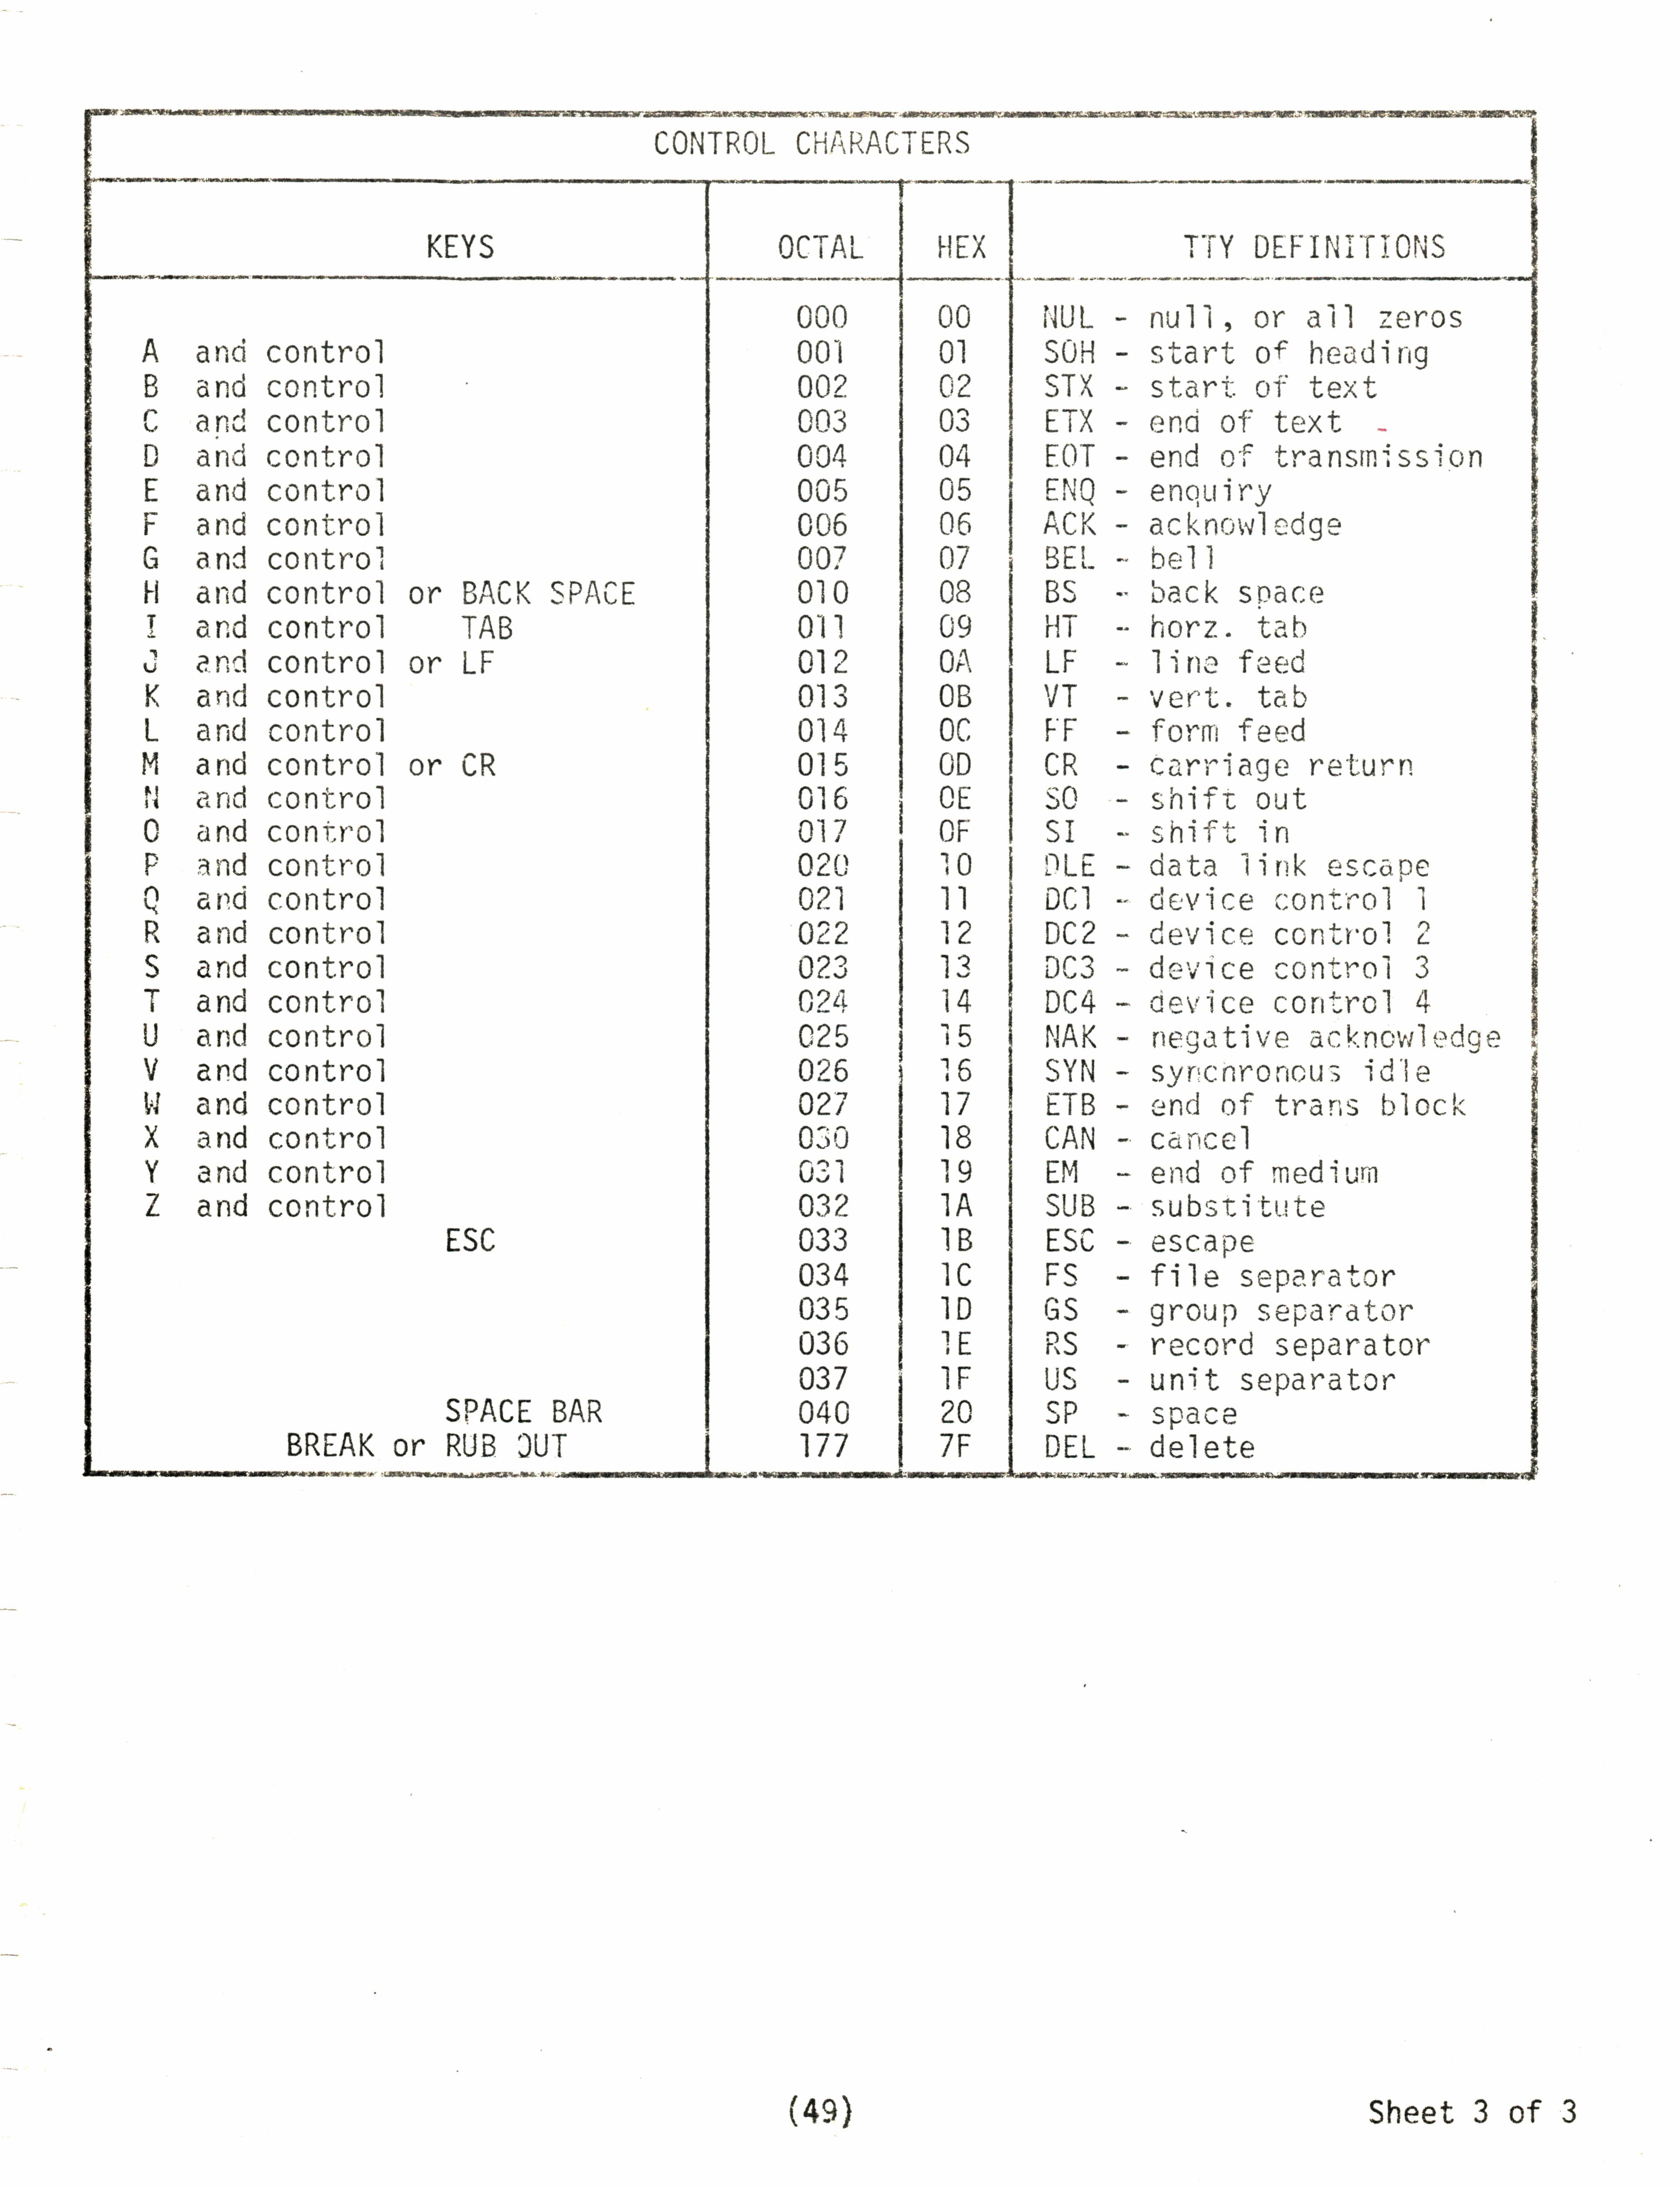 CONTROL CHARACTERS
KEYS OCTAL HEX TTY DEFINITIONS
000 00 NUL - null, or all zeros
A and control 001 01 SOH - start of heading
B and control 002 02 STX - start of text
C and control 003 03 ETX - end of text
D and control 004 04 EOT - end of transmission
E and control 005 05 ENQ - enquiry
F and control 006 06 ACK - acknowledge
G and control 007 07 BEL - bell
H and control or BACK SPACE 010 08 BS - back space
I and control TAB 011 09 HT - horz. tab
J and control or LF 012 0A LF - line feed
K and control 013 0B VT - vert. tab
L and control 014 0C FF - form feed
M and control or CR 015 0D CR - carriage return
N and control 016 0E SO - shift out
O and control 017 0F SI - shift in
P and control 020 10 DLE - data link escape
Q and control 021 11 DC1 - device control 1
R and control 022 12 DC2 - device control 2
S and control 023 13 DC3 - device control 3
T and control 024 14 DC4 - device control 4
U and control 025 15 NAK - negative acknowledge
V and control 026 16 SYN - synchronous idle
W and control 027 17 ETB - end of trans block
X and control 030 18 CAN - cancel
Y and control 031 19 EM - end of medium
Z and control 032 1A SUB - substitute
ESC 033 1B ESC - escape
034 1C FS - file separator
035 1D GS - group separator
036 1E RS - record separator
037 1F US - unit separator
SPACE BAR 040 20 SP - space
BREAK or RUB OUT 177 7F DEL - delete
(49) Sheet 3 of 3